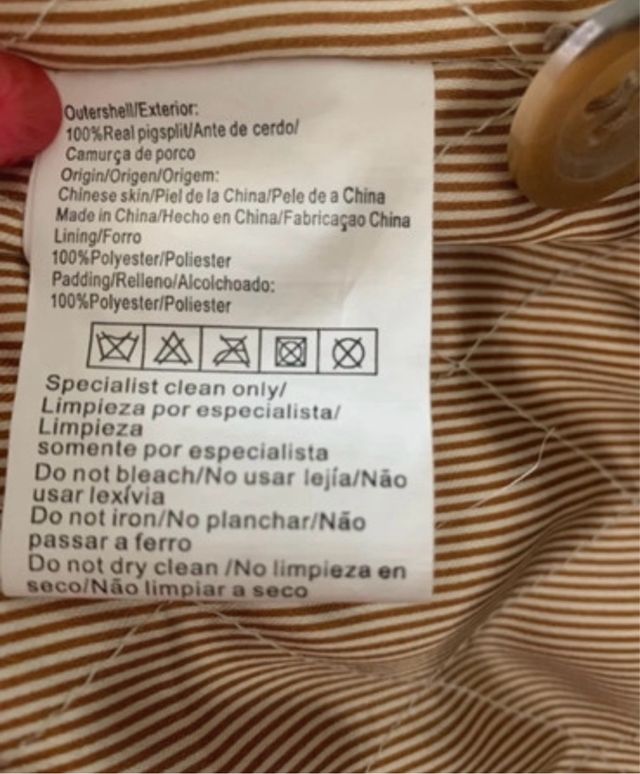 Outershell/Exterior:
100%Real pigsplit/Ante de cerdo/
Camurça de porco
Origin/Origen/Origem:
Chinese skin/Piel de la China/Pele de a China
Made in China/Hecho en China/Fabricaçao China
Lining/Forro
100%Polyester/Poliester
Padding/Relleno/Alcolchoado:
100%Polyester/Poliester
Specialist clean only/
Limpieza por especialista/
Limpieza
somente por especialista
Do not bleach/No usar lejía/Não
usar lexívia
Do not iron/No planchar/Não
passar a ferro
Do not dry clean /No limpieza en
seco/Não limpiar a seco